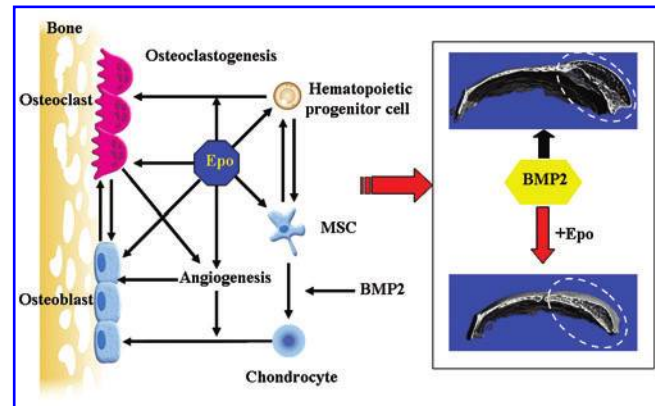 Bone
Osteoclastogenesis
Osteoclast
Hematopoietic
progenitor cell
Epo
MSC
Angiogenesis
Osteoblast
BMP2
Chondrocyte
BMP2
+Epo